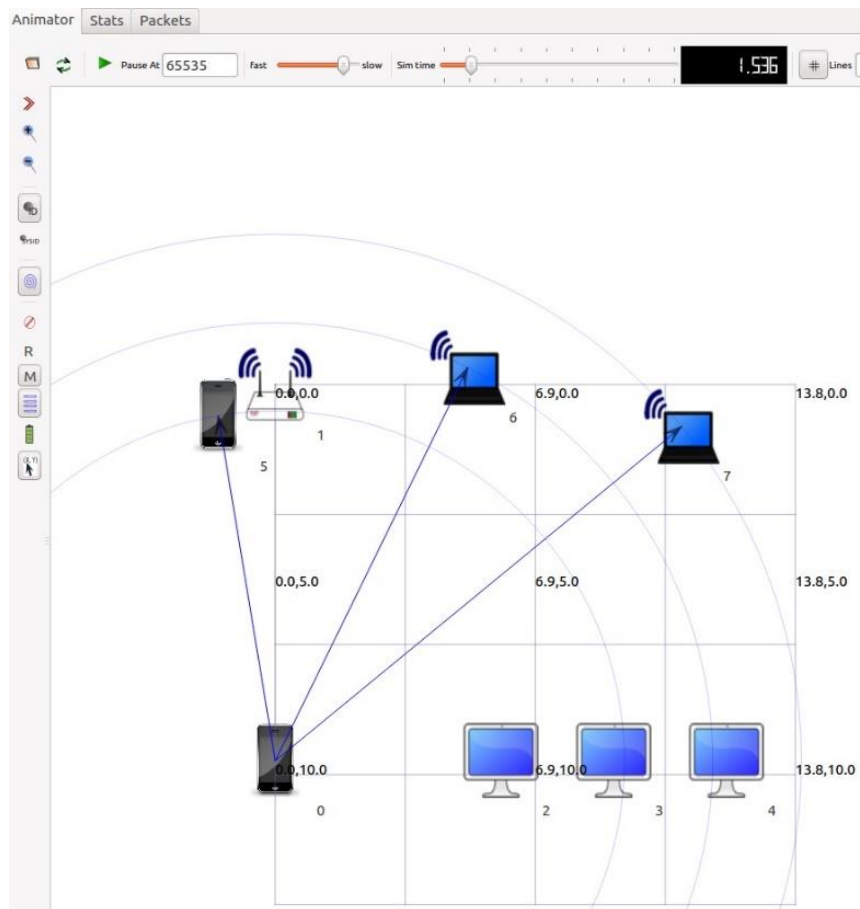 Animator Stats Packets
Pause At 65535 fast slow Sim time 1.536 # Lines
ID
SYSID
R
M
(X,Y)
0.0,0.0 6.9,0.0 13.8,0.0
6
1
5
7
0.0,5.0 6.9,5.0 13.8,5.0
0.0,10.0 6.9,10.0 13.8,10.0
0 2 3 4